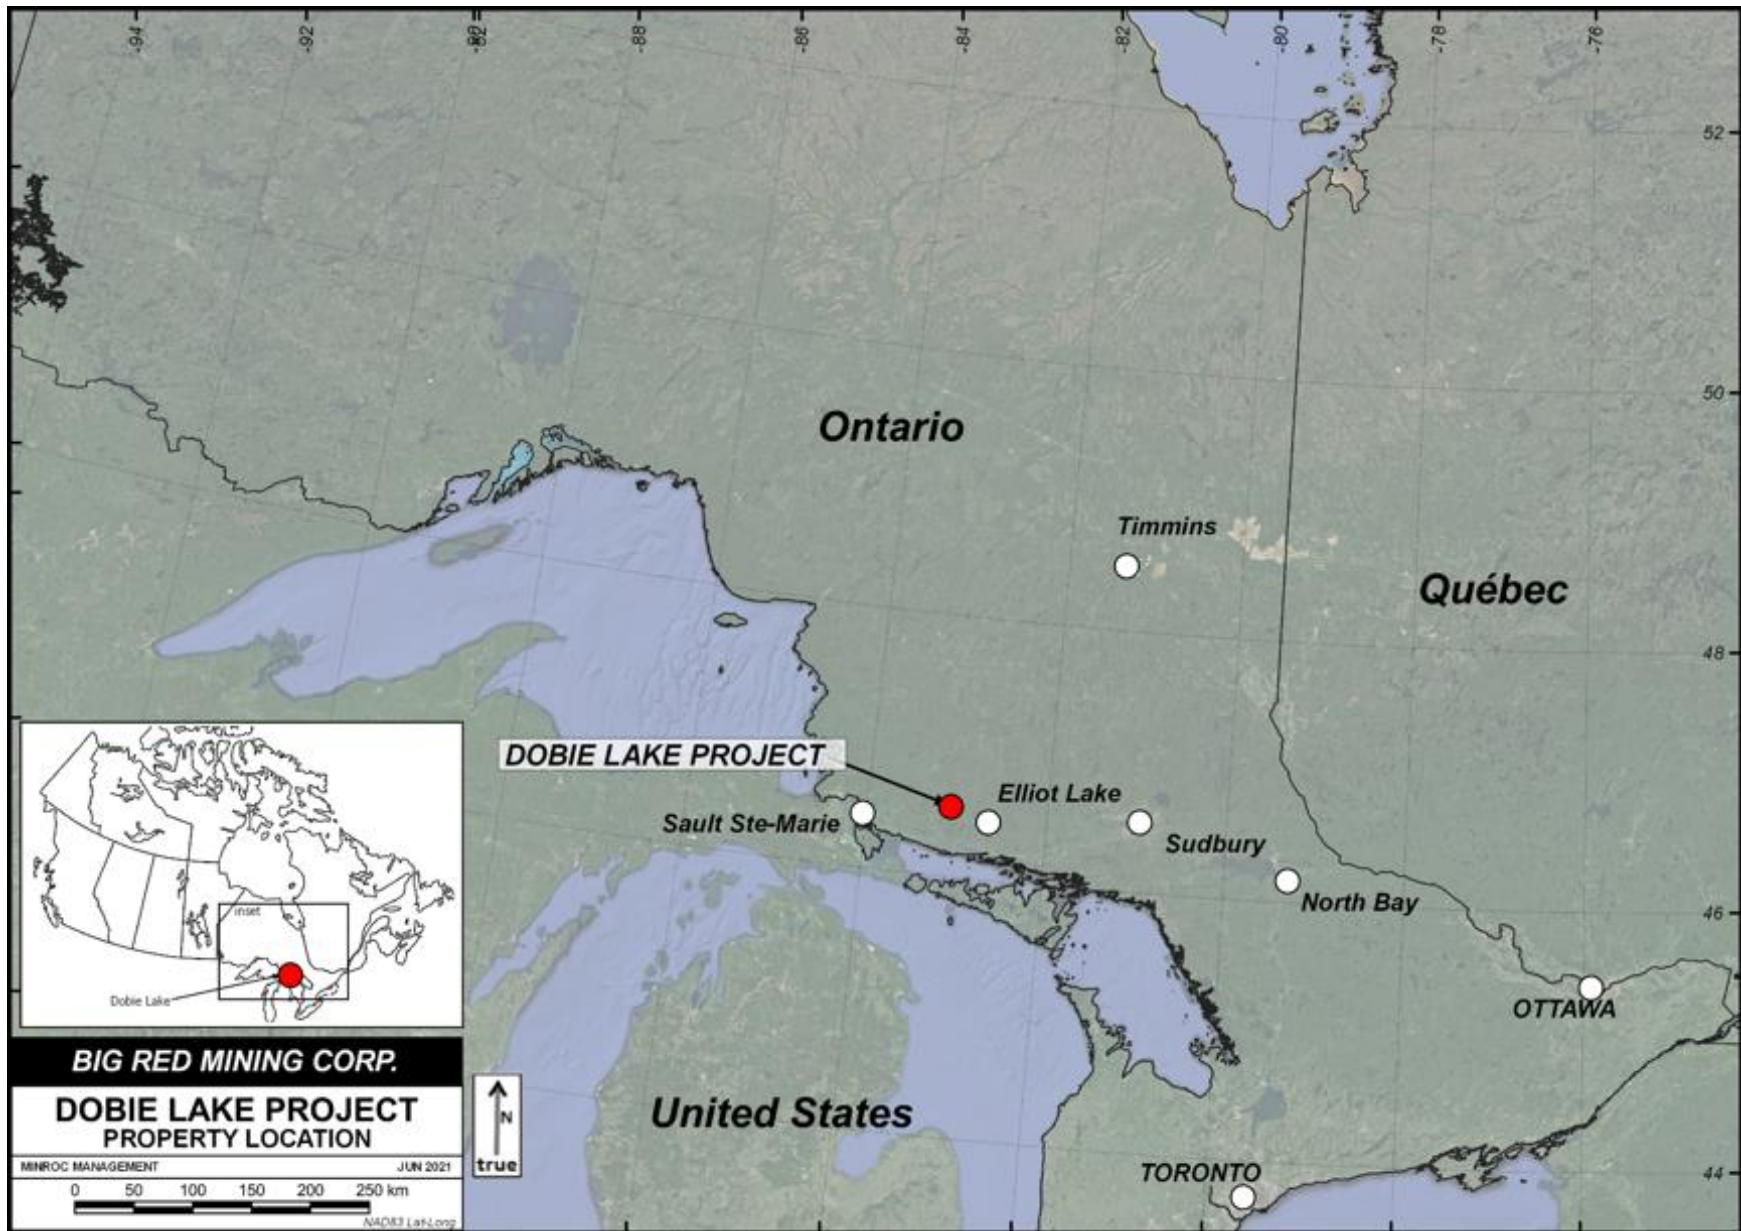 -94
-92
-88
-86
-84
-82
-80
-78
-76
52
50
Ontario
Timmins
Québec
48
DOBIE LAKE PROJECT
Elliot Lake
Sault Ste-Marie
Sudbury
North Bay
46
inset
Dobie Lake
OTTAWA
BIG RED MINING CORP.
DOBIE LAKE PROJECT
PROPERTY LOCATION
MINROC MANAGEMENT JUN 2021
0 50 100 150 200 250 km
NAD83 Lat-Long
N
true
United States
TORONTO
44